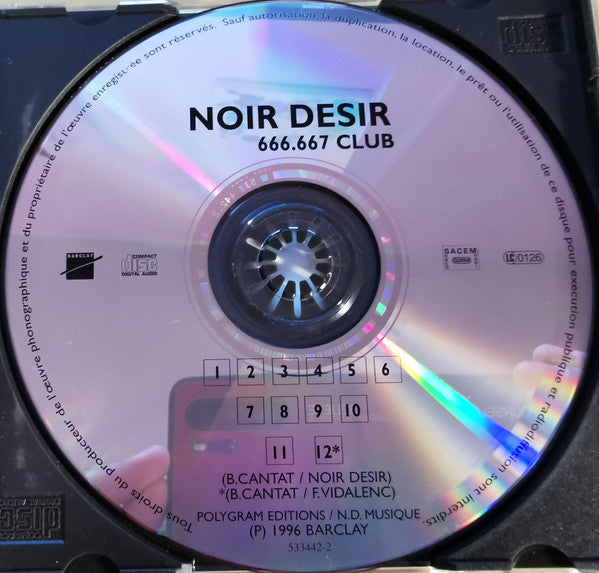 Tous droits du producteur de l'œuvre phonographique et du propriétaire de l'œuvre enregistrée sont réservés. Sauf autorisation, la duplication, la location, le prêt ou l'utilisation de ce disque pour exécution publique et radiodiffusion sont interdits.
NOIR DESIR
666.667 CLUB
BARCLAY
COMPACT
disc
DIGITAL AUDIO
SACEM
SDRM
LC 0126
1 2 3 4 5 6
7 8 9 10
11 12*
(B.CANTAT / NOIR DESIR)
*(B.CANTAT / F.VIDALENC)
POLYGRAM EDITIONS / N.D. MUSIQUE
(P) 1996 BARCLAY
533442-2